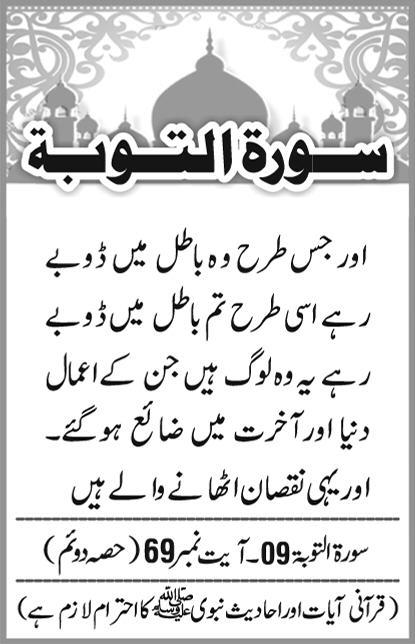 سورة التوبة
اور جس طرح وہ باطل میں ڈوبے
رہے اسی طرح تم باطل میں ڈوبے
رہے یہ وہ لوگ ہیں جن کے اعمال
دنیا اور آخرت میں ضائع ہوگئے۔
اور یہی نقصان اٹھانے والے ہیں
سورۃ التوبۃ 09۔ آیت نمبر 69 (حصہ دوئم)
(قرآنی آیات اور احادیث نبوی ﷺ کا احترام لازم ہے)